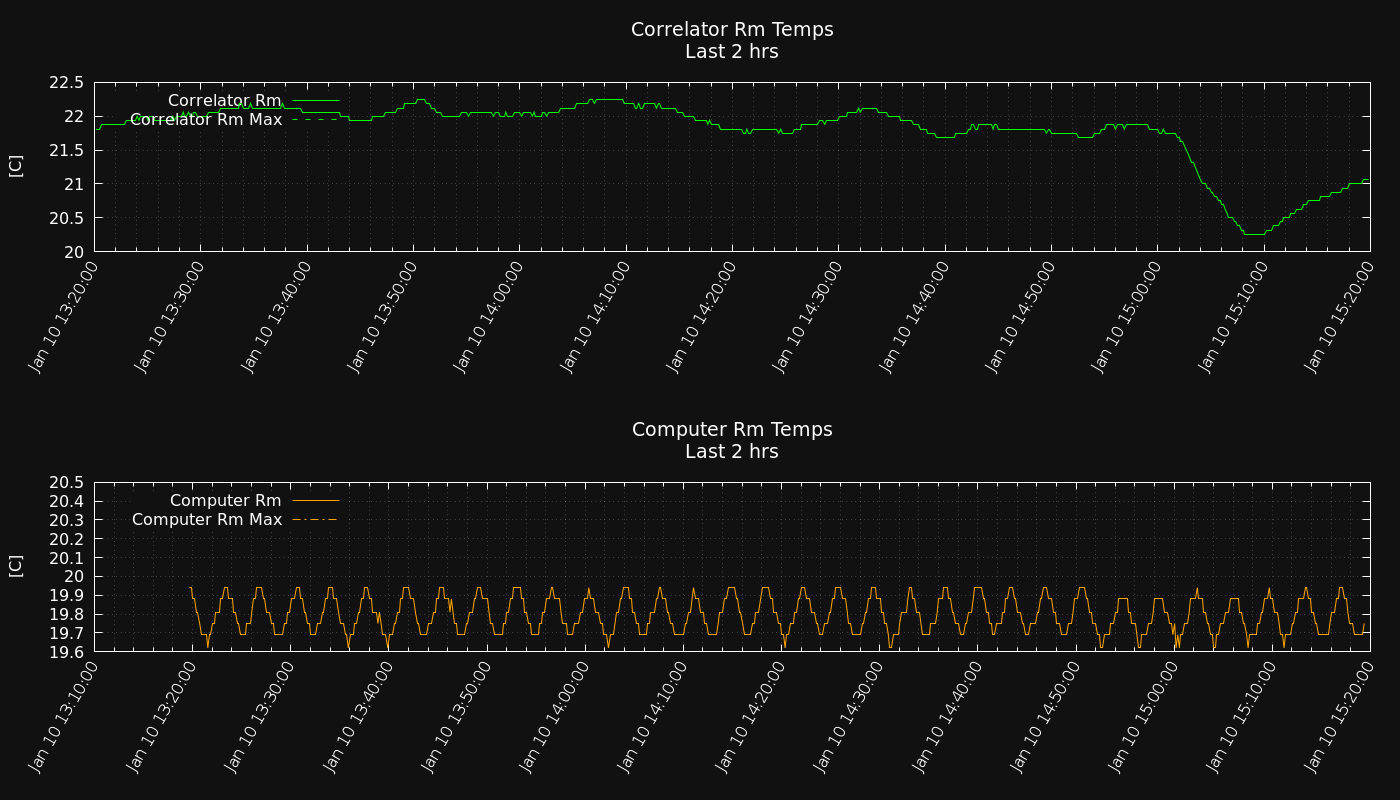 Correlator Rm Temps
Last 2 hrs
22.5
22
21.5
21
20.5
20
[C]
Correlator Rm
Correlator Rm Max
Jan 10 13:20:00
Jan 10 13:30:00
Jan 10 13:40:00
Jan 10 13:50:00
Jan 10 14:00:00
Jan 10 14:10:00
Jan 10 14:20:00
Jan 10 14:30:00
Jan 10 14:40:00
Jan 10 14:50:00
Jan 10 15:00:00
Jan 10 15:10:00
Jan 10 15:20:00
Computer Rm Temps
Last 2 hrs
20.5
20.4
20.3
20.2
20.1
20
19.9
19.8
19.7
19.6
[C]
Computer Rm
Computer Rm Max
Jan 10 13:10:00
Jan 10 13:20:00
Jan 10 13:30:00
Jan 10 13:40:00
Jan 10 13:50:00
Jan 10 14:00:00
Jan 10 14:10:00
Jan 10 14:20:00
Jan 10 14:30:00
Jan 10 14:40:00
Jan 10 14:50:00
Jan 10 15:00:00
Jan 10 15:10:00
Jan 10 15:20:00